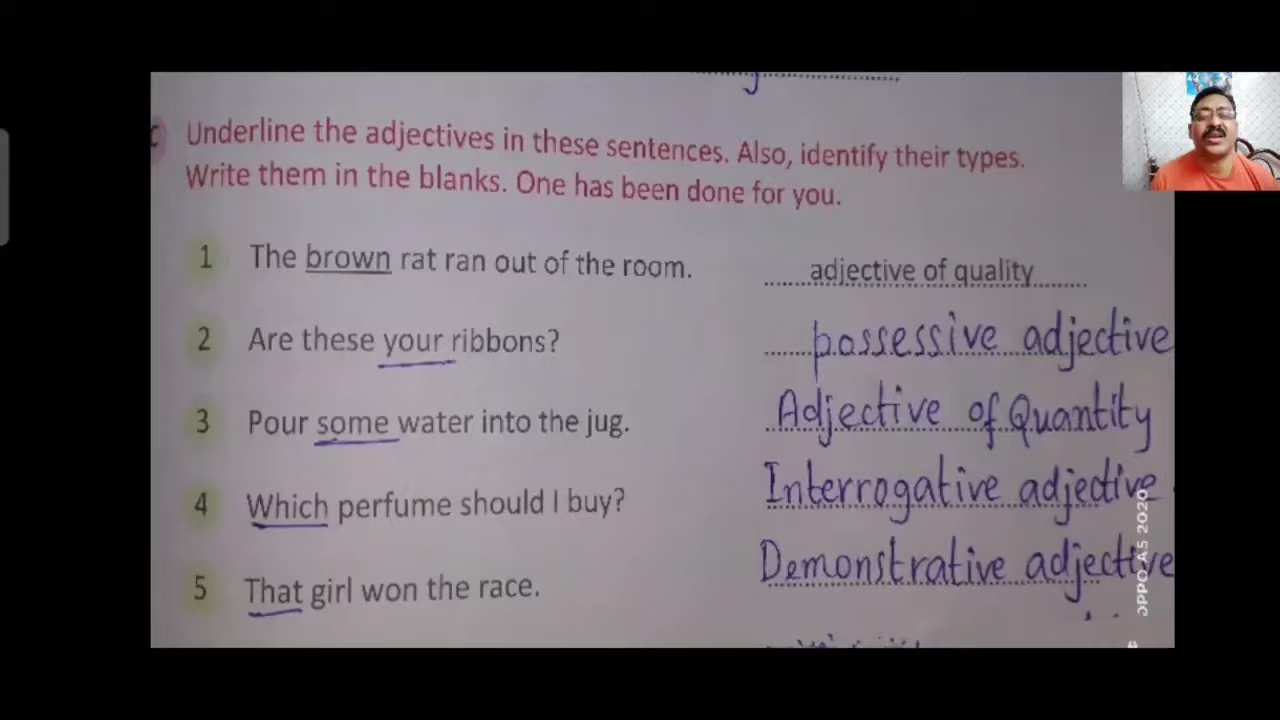 Underline the adjectives in these sentences. Also, identify their types.
Write them in the blanks. One has been done for you.
1 The brown rat ran out of the room. adjective of quality
2 Are these your ribbons? possessive adjective
3 Pour some water into the jug. Adjective of Quantity
4 Which perfume should I buy? Interrogative adjective
5 That girl won the race. Demonstrative adjective
OPPO A5 2020